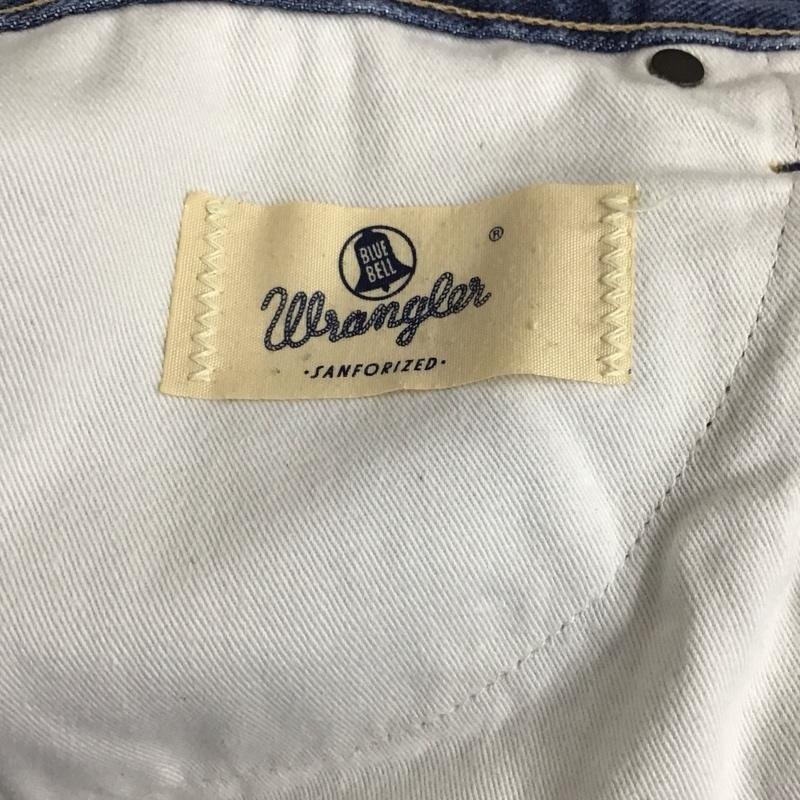 BLUE
BELL
®
Wrangler
·SANFORIZED·